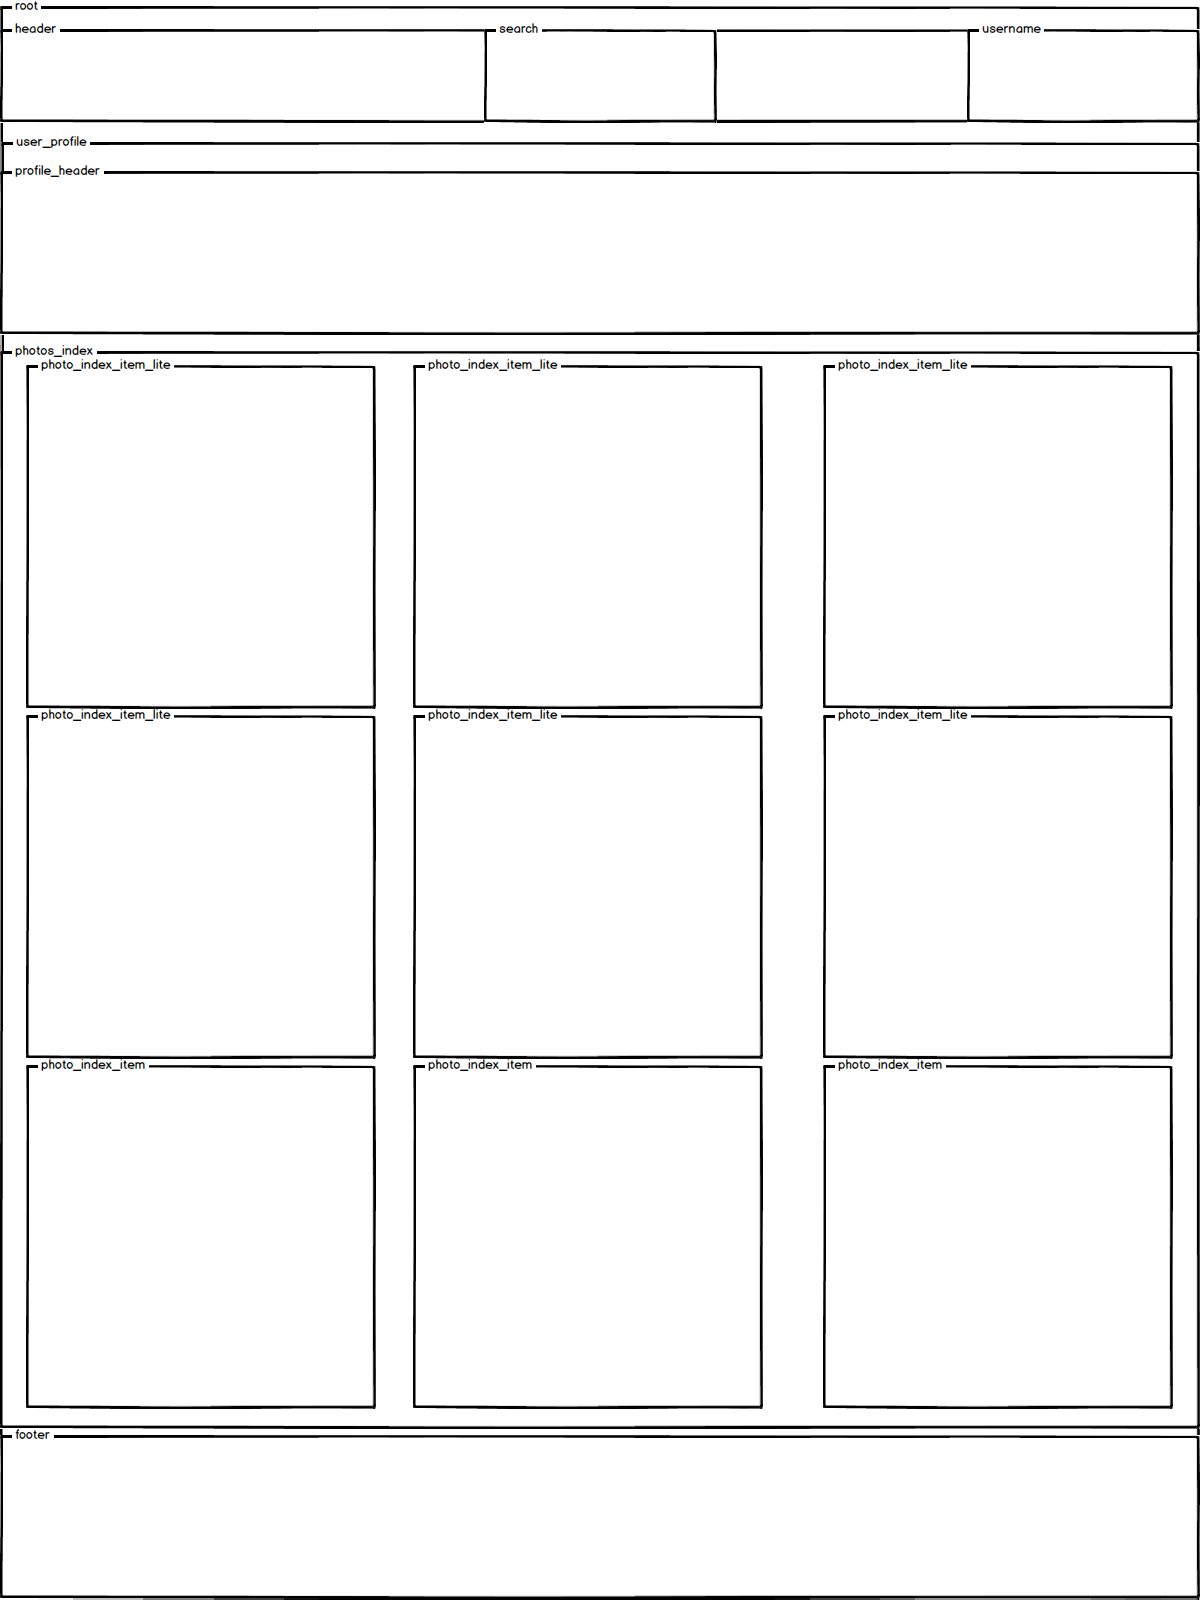 root
header search username
user_profile
profile_header
photos_index
photo_index_item_lite photo_index_item_lite photo_index_item_lite
photo_index_item_lite photo_index_item_lite photo_index_item_lite
photo_index_item photo_index_item photo_index_item
footer